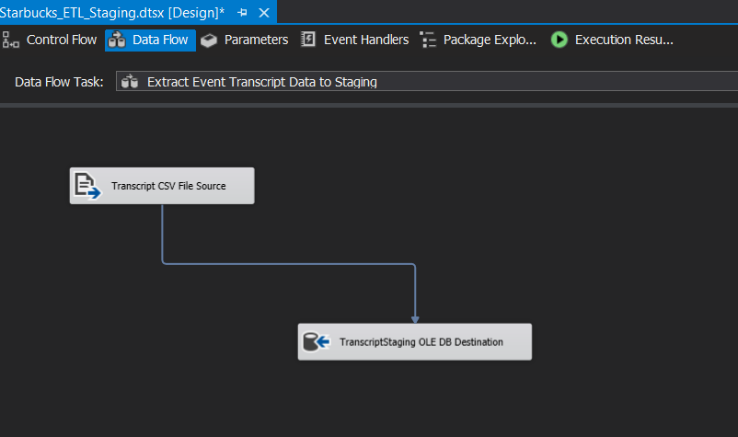 Starbucks_ETL_Staging.dtsx [Design]*
Control Flow Data Flow Parameters Event Handlers Package Explo... Execution Resu...
Data Flow Task: Extract Event Transcript Data to Staging
Transcript CSV File Source
TranscriptStaging OLE DB Destination